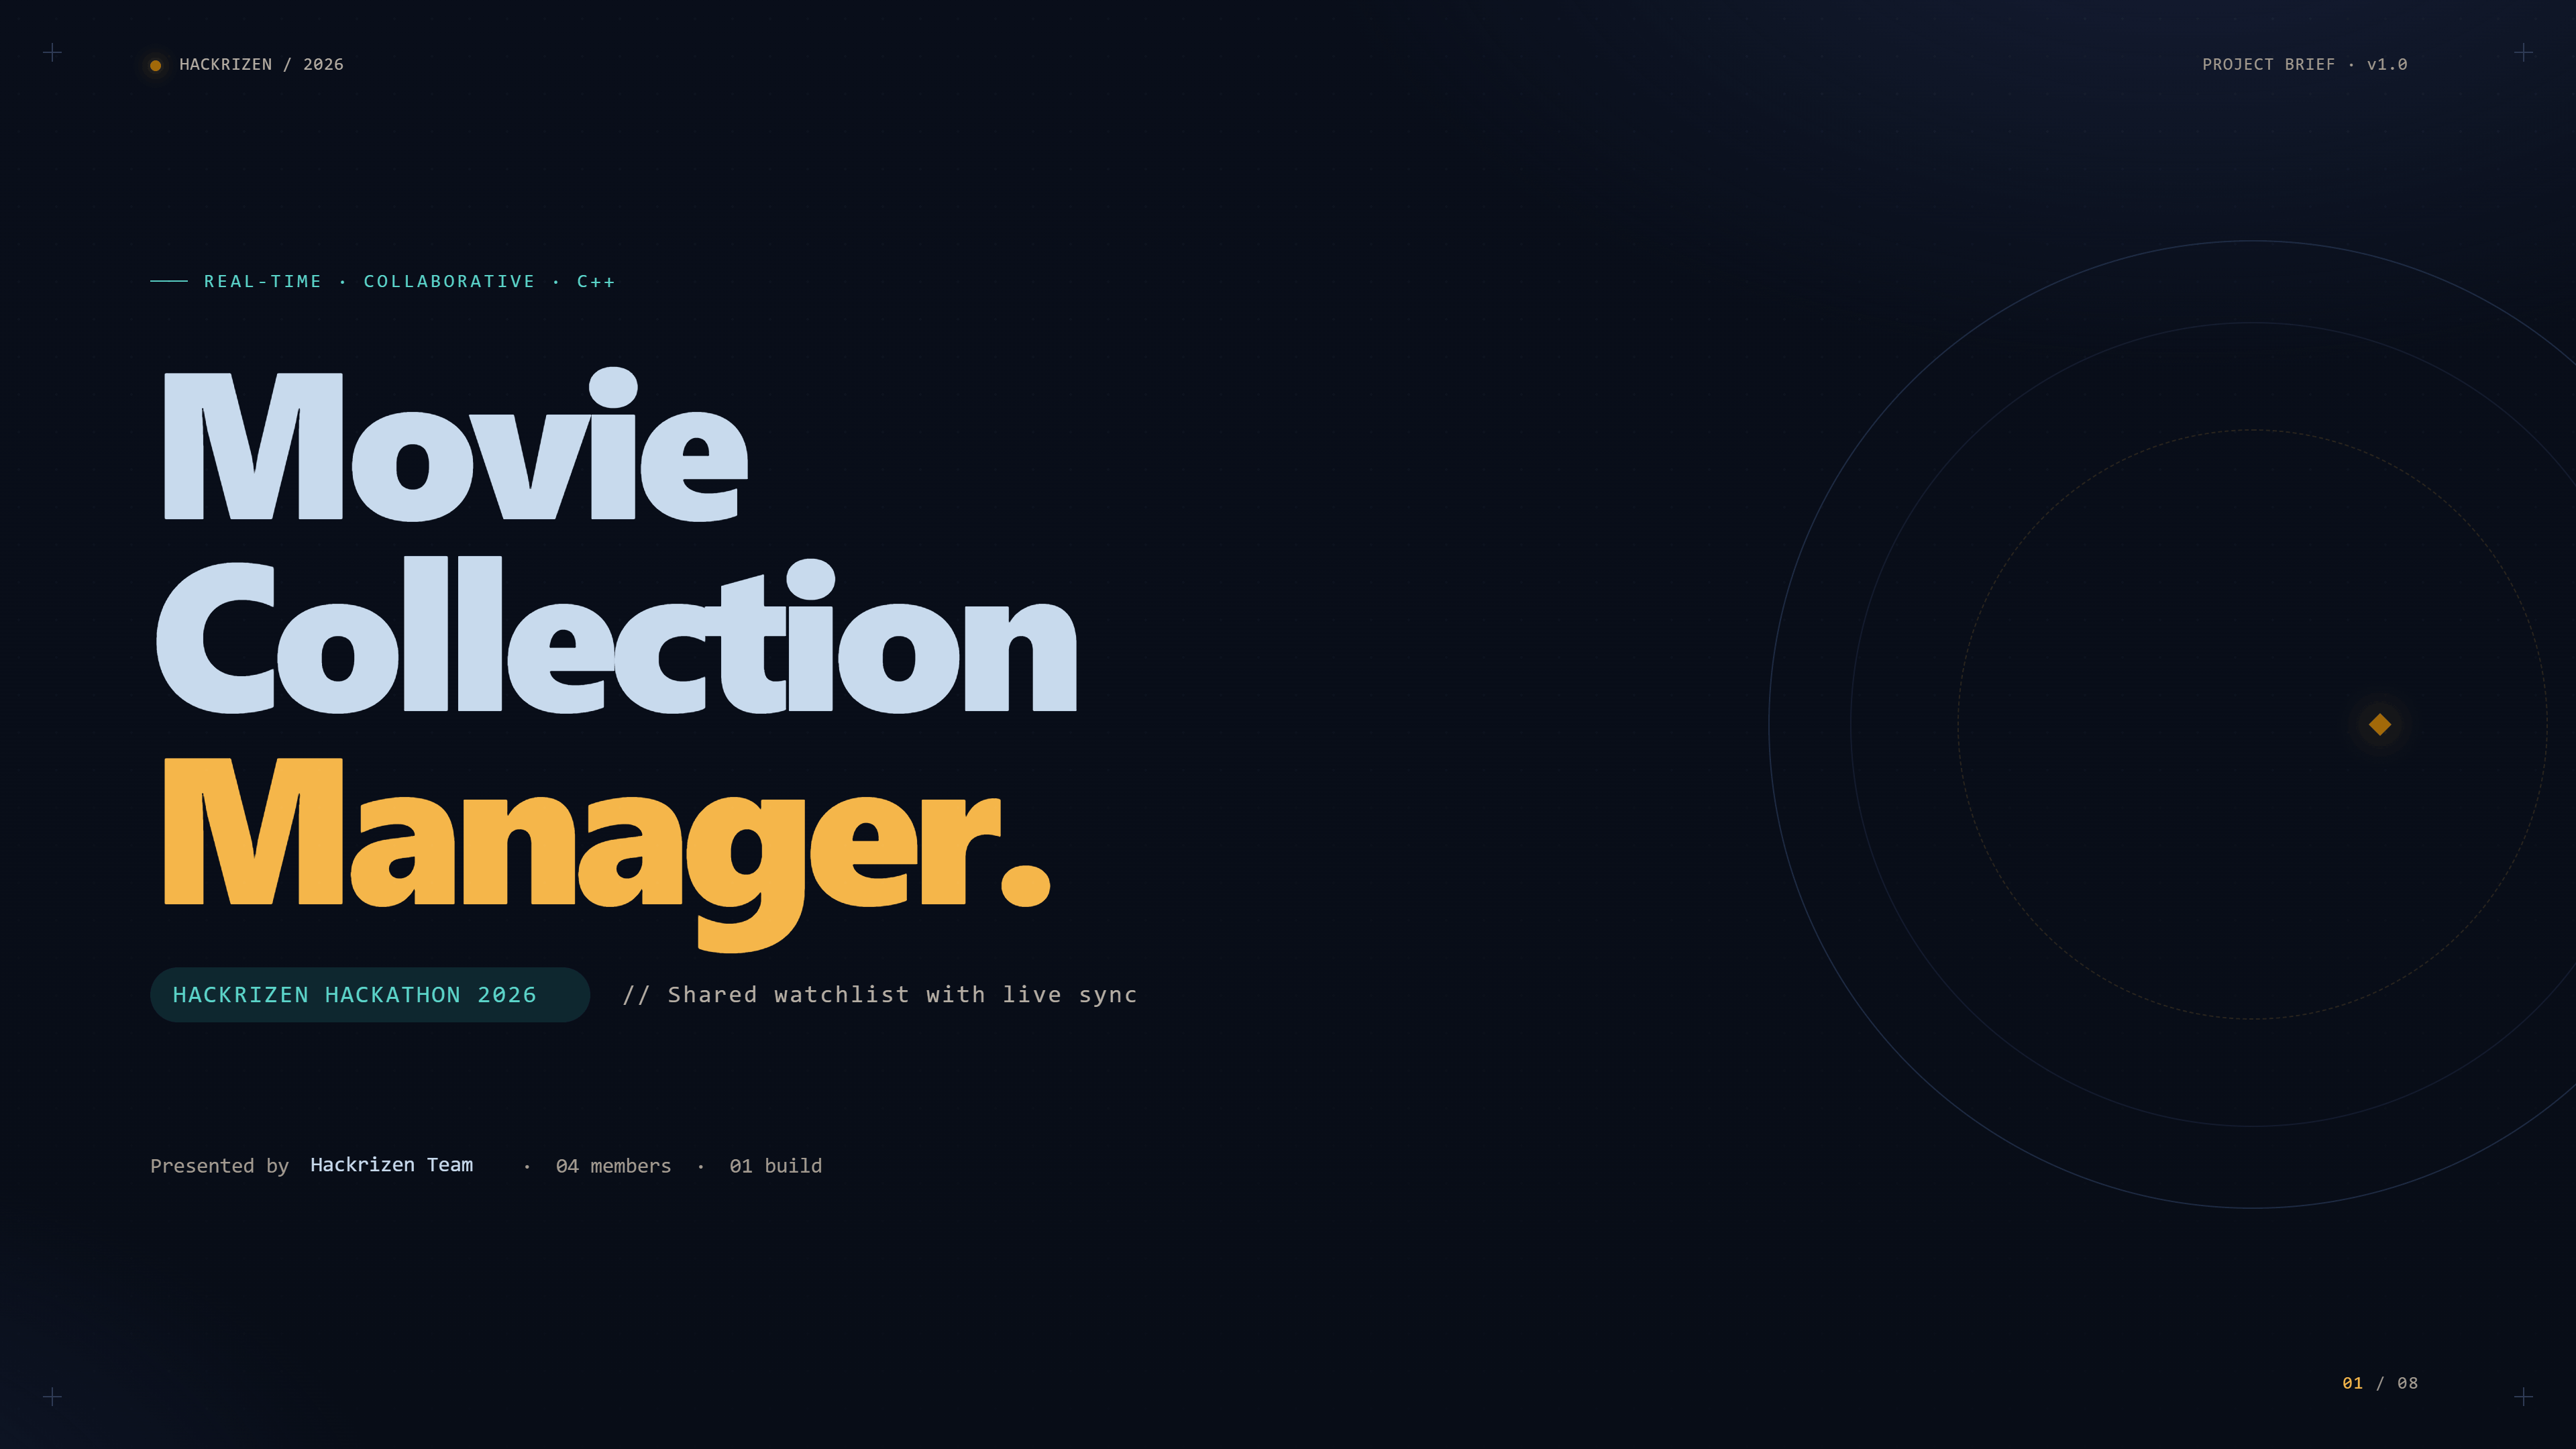 HACKRIZEN / 2026
PROJECT BRIEF · v1.0
REAL-TIME · COLLABORATIVE · C++
Movie
Collection
Manager.
HACKRIZEN HACKATHON 2026
// Shared watchlist with live sync
Presented by Hackrizen Team · 04 members · 01 build
01 / 08